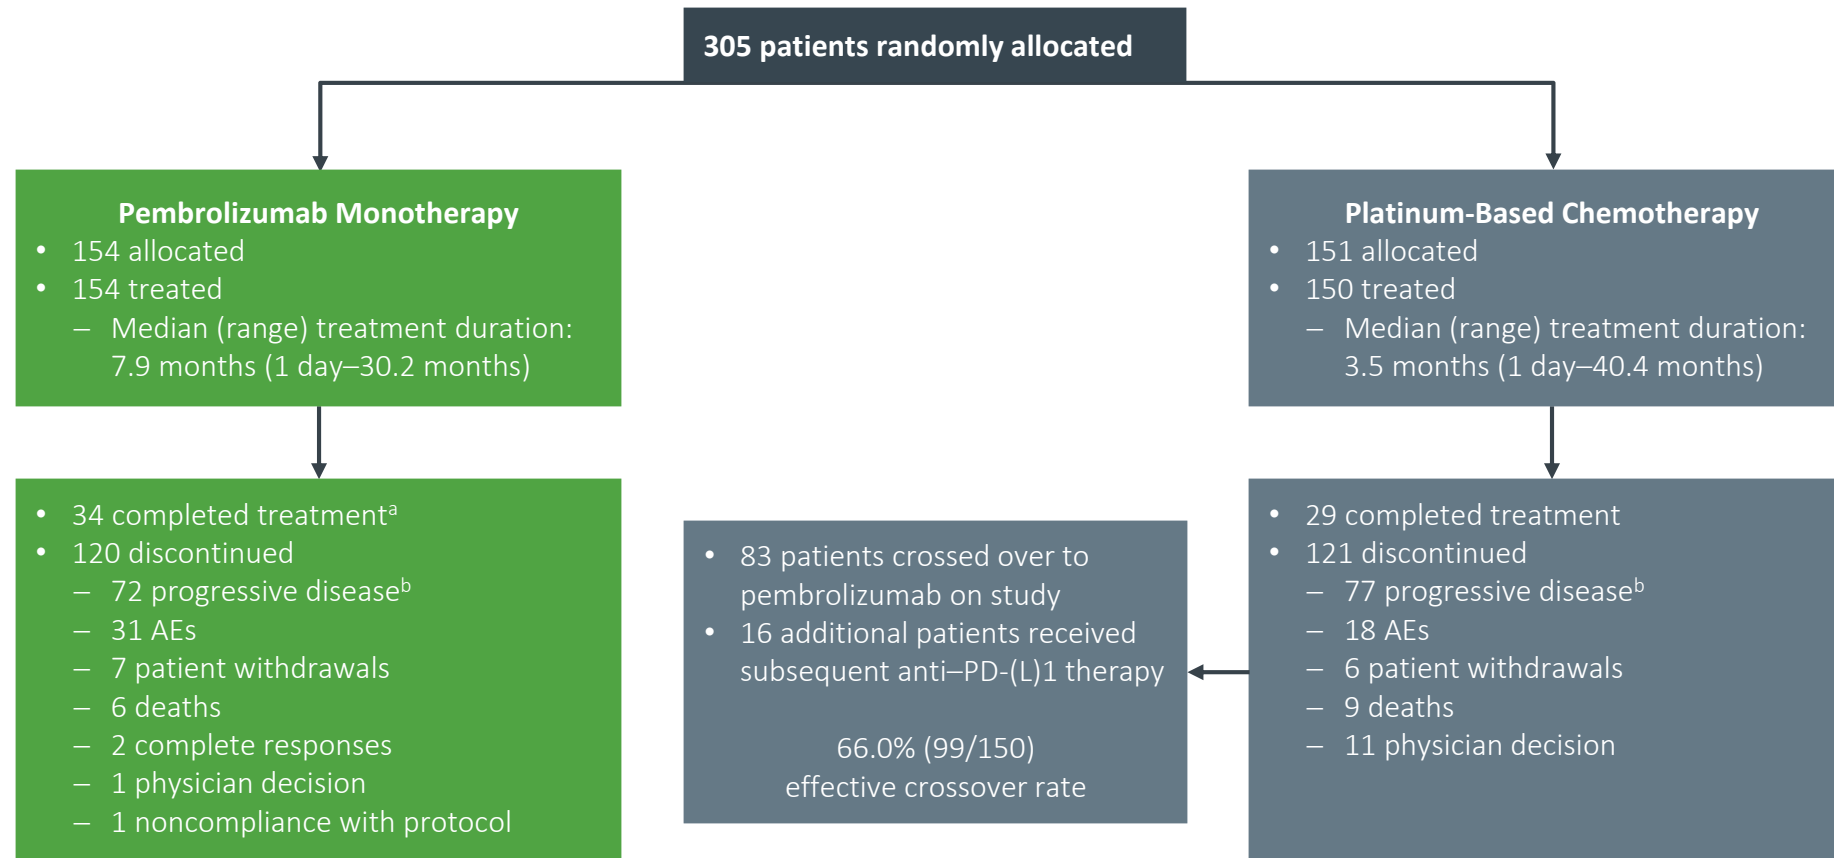 305 patients randomly allocated
Pembrolizumab Monotherapy
• 154 allocated
• 154 treated
– Median (range) treatment duration:
7.9 months (1 day–30.2 months)
Platinum-Based Chemotherapy
• 151 allocated
• 150 treated
– Median (range) treatment duration:
3.5 months (1 day–40.4 months)
• 34 completed treatmentᵃ
• 120 discontinued
– 72 progressive diseaseᵇ
– 31 AEs
– 7 patient withdrawals
– 6 deaths
– 2 complete responses
– 1 physician decision
– 1 noncompliance with protocol
• 83 patients crossed over to
pembrolizumab on study
• 16 additional patients received
subsequent anti–PD-(L)1 therapy
66.0% (99/150)
effective crossover rate
• 29 completed treatment
• 121 discontinued
– 77 progressive diseaseᵇ
– 18 AEs
– 6 patient withdrawals
– 9 deaths
– 11 physician decision